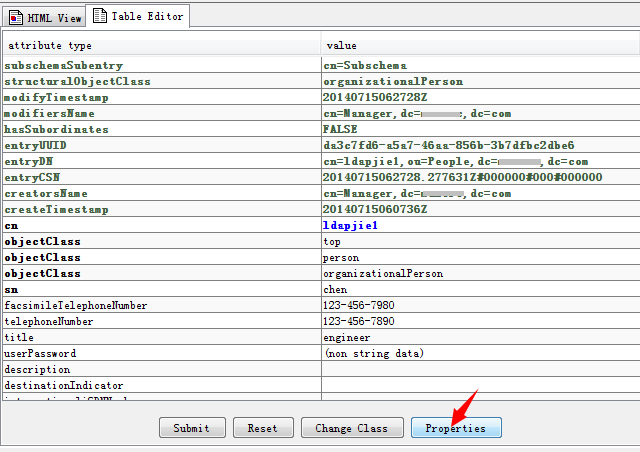 HTML View Table Editor
attribute type value
subschemaSubentry cn=Subschema
structuralObjectClass organizationalPerson
modifyTimestamp 20140715062728Z
modifiersName cn=Manager,dc= ,dc=com
hasSubordinates FALSE
entryUUID da3c7fd6-a5a7-46aa-856b-3b7dfbc2dbe6
entryDN cn=ldapjie1,ou=People,dc= ,dc=com
entryCSN 20140715062728.277631Z#000000#000#000000
creatorsName cn=Manager,dc= ,dc=com
createTimestamp 20140715060736Z
cn ldapjie1
objectClass top
objectClass person
objectClass organizationalPerson
sn chen
facsimileTelephoneNumber 123-456-7980
telephoneNumber 123-456-7890
title engineer
userPassword (non string data)
description
destinationIndicator
Submit Reset Change Class Properties